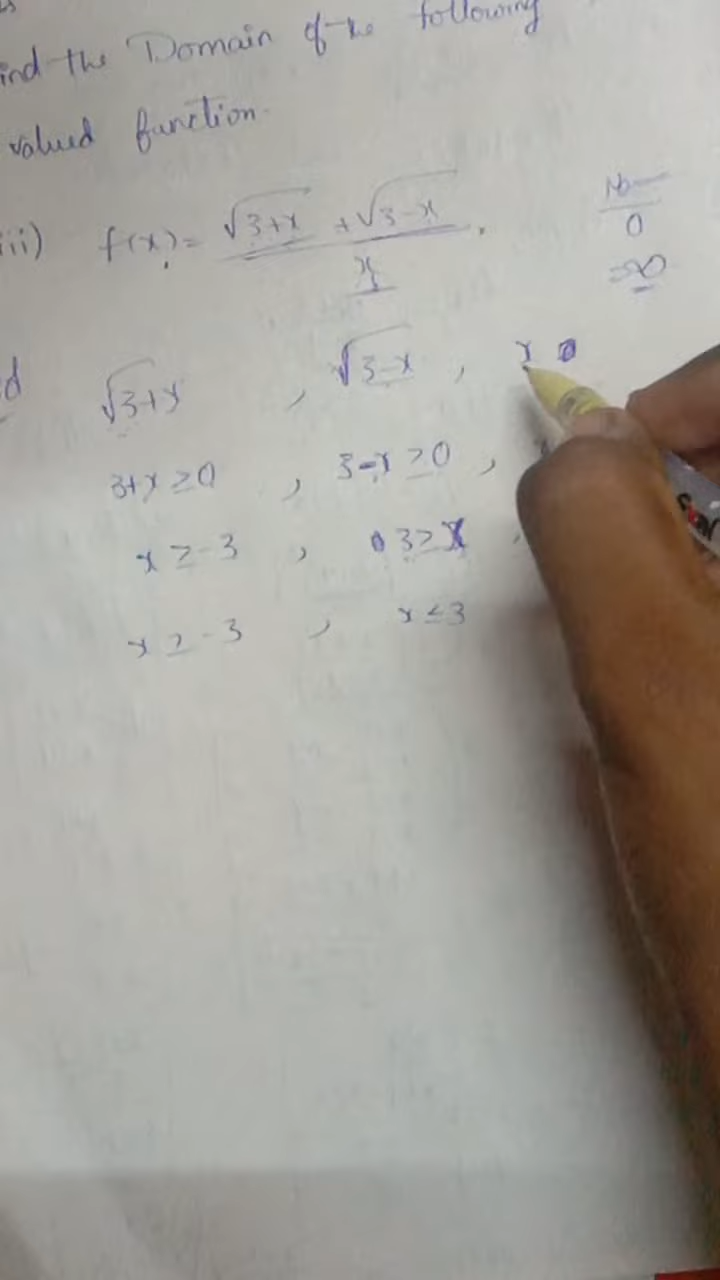 ind the Domain of the following
valued function.
iii) f(x) = √3+x + √3-x / x . No / 0 = ∞
d √3+x , √3-x , x 0
3+x ≥ 0 , 3-x ≥ 0 ,
x ≥ -3 , 3 ≥ x ,
x ≥ -3 , x ≤ 3